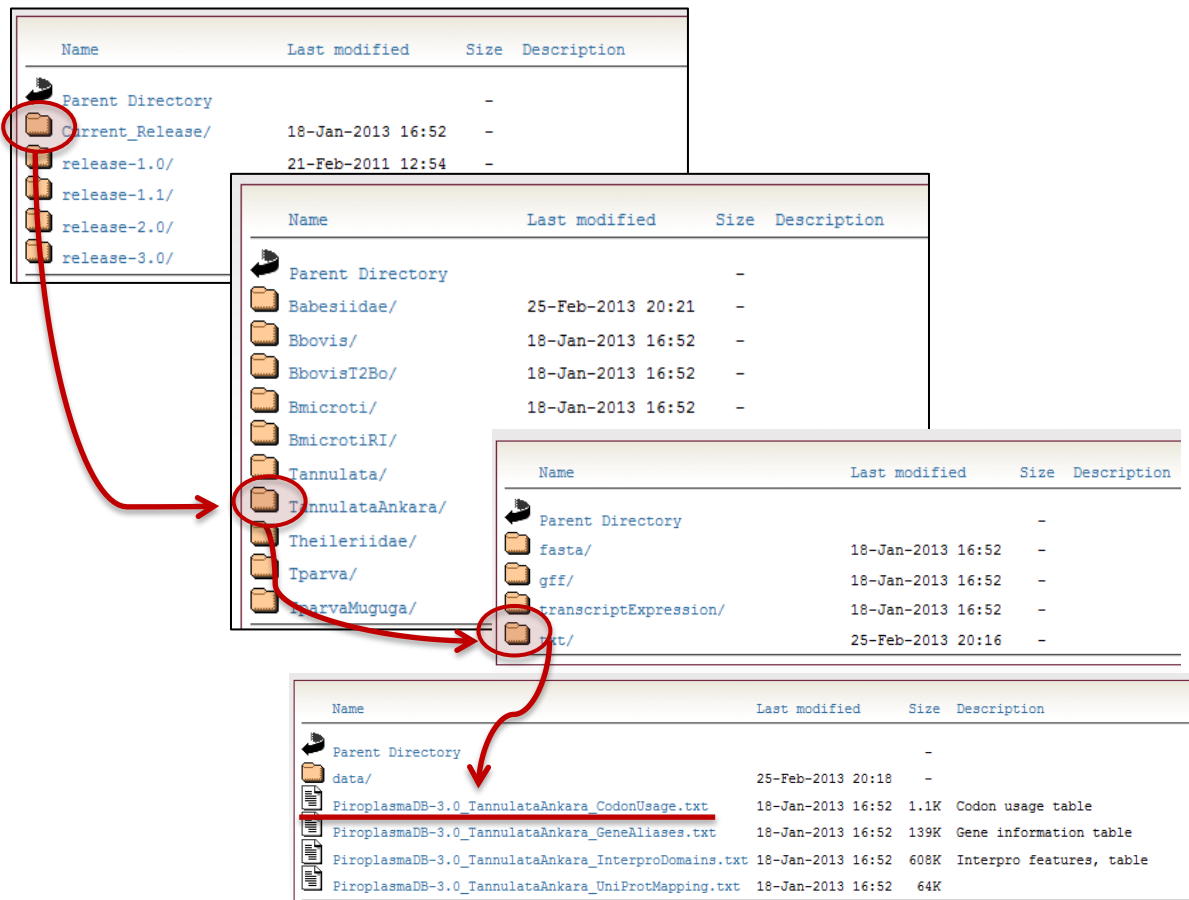 Name Last modified Size Description
Parent Directory -
Current_Release/ 18-Jan-2013 16:52 -
release-1.0/ 21-Feb-2011 12:54 -
release-1.1/
release-2.0/
release-3.0/
Name Last modified Size Description
Parent Directory -
Babesiidae/ 25-Feb-2013 20:21 -
Bbovis/ 18-Jan-2013 16:52 -
BbovisT2Bo/ 18-Jan-2013 16:52 -
Bmicroti/ 18-Jan-2013 16:52 -
BmicrotiRI/
Tannulata/
TannulataAnkara/
Theileriidae/
Tparva/
TparvaMuguga/
Name Last modified Size Description
Parent Directory -
fasta/ 18-Jan-2013 16:52 -
gff/ 18-Jan-2013 16:52 -
transcriptExpression/ 18-Jan-2013 16:52 -
txt/ 25-Feb-2013 20:16 -
Name Last modified Size Description
Parent Directory -
data/ 25-Feb-2013 20:18 -
PiroplasmaDB-3.0_TannulataAnkara_CodonUsage.txt 18-Jan-2013 16:52 1.1K Codon usage table
PiroplasmaDB-3.0_TannulataAnkara_GeneAliases.txt 18-Jan-2013 16:52 139K Gene information table
PiroplasmaDB-3.0_TannulataAnkara_InterproDomains.txt 18-Jan-2013 16:52 608K Interpro features, table
PiroplasmaDB-3.0_TannulataAnkara_UniProtMapping.txt 18-Jan-2013 16:52 64K